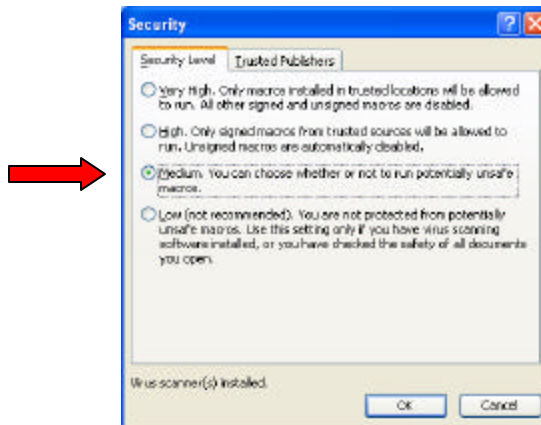 Security
Security Level Trusted Publishers
Very High. Only macros installed in trusted locations will be allowed
to run. All other signed and unsigned macros are disabled.
High. Only signed macros from trusted sources will be allowed to
run. Unsigned macros are automatically disabled.
Medium. You can choose whether or not to run potentially unsafe
macros.
Low (not recommended). You are not protected from potentially
unsafe macros. Use this setting only if you have virus scanning
software installed, or you have checked the safety of all documents
you open.
Virus scanner(s) installed.
OK Cancel